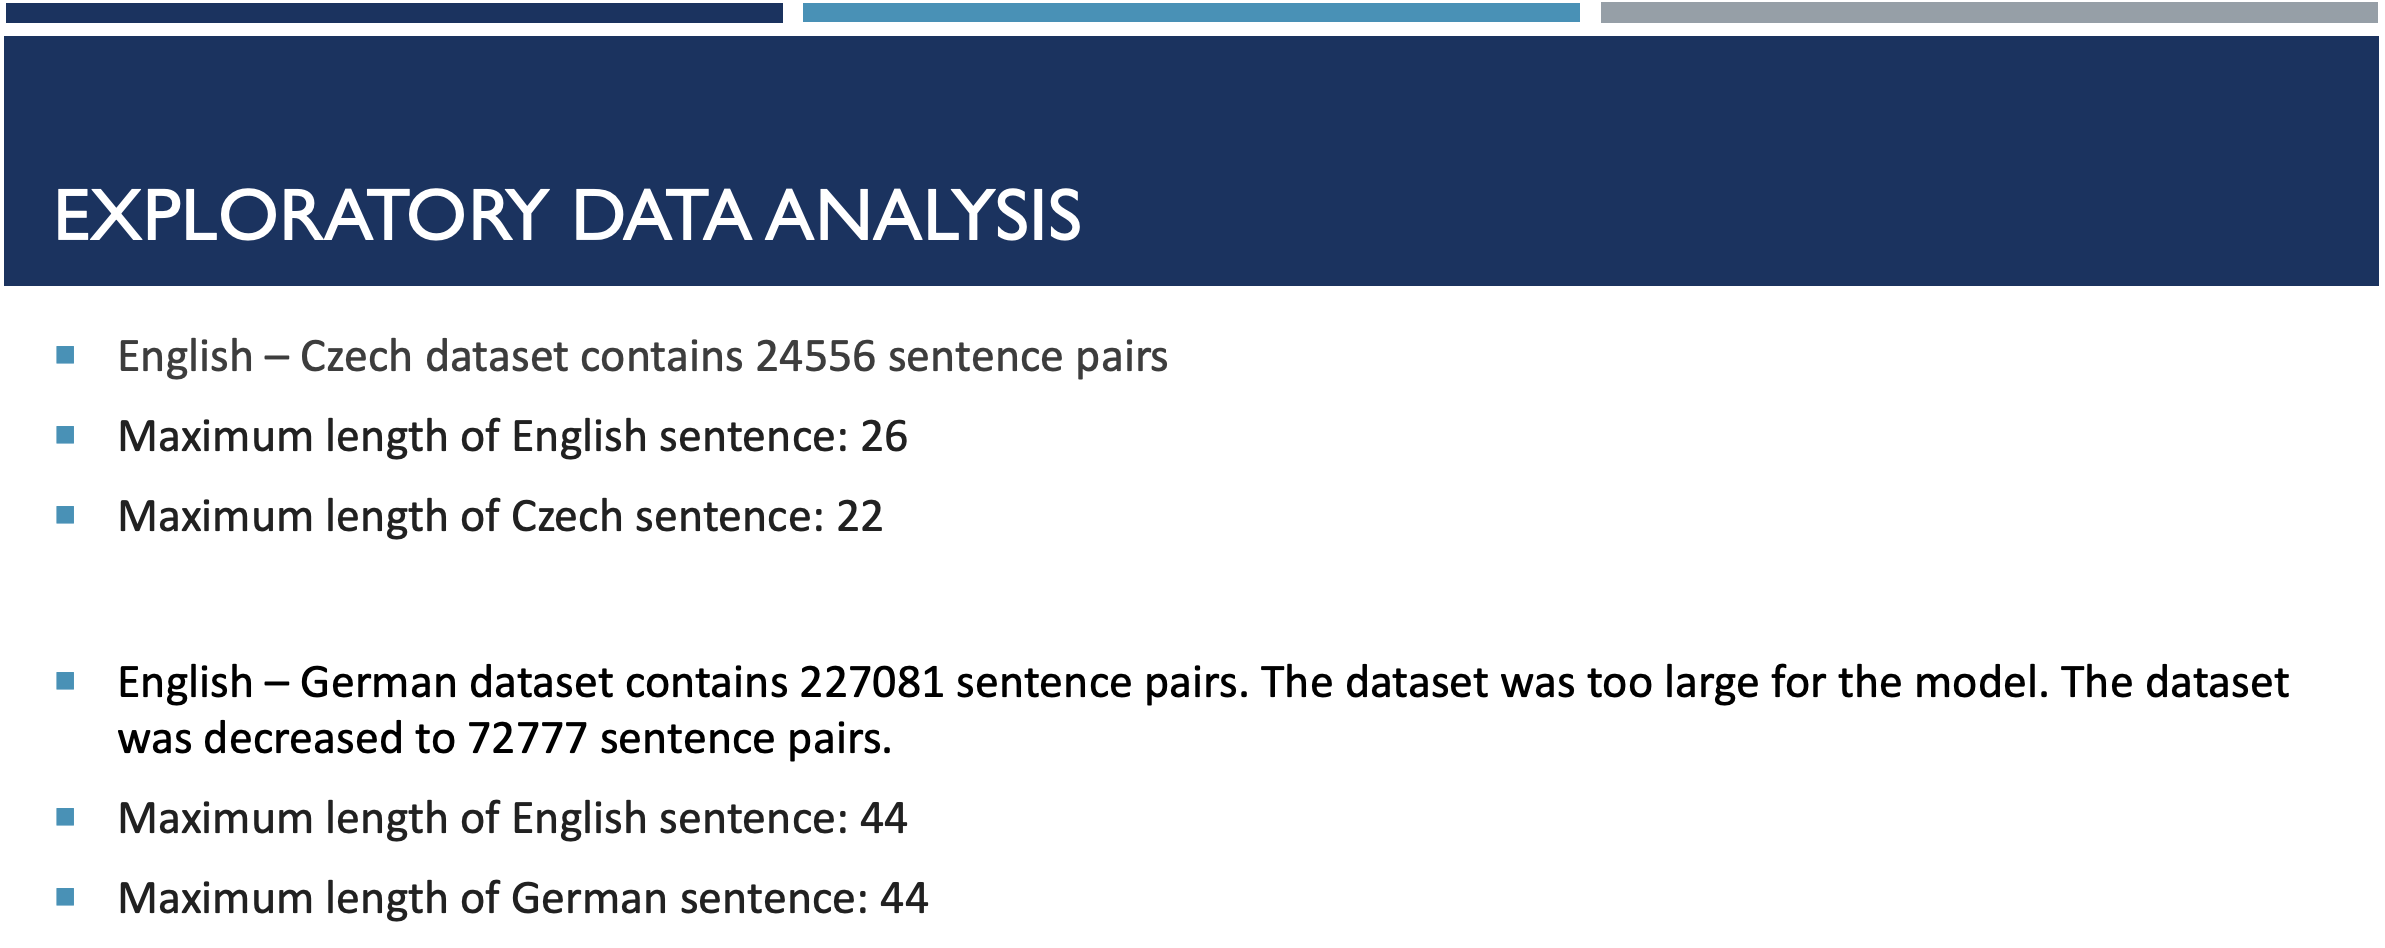 EXPLORATORY DATA ANALYSIS
English – Czech dataset contains 24556 sentence pairs
Maximum length of English sentence: 26
Maximum length of Czech sentence: 22
English – German dataset contains 227081 sentence pairs. The dataset was too large for the model. The dataset
was decreased to 72777 sentence pairs.
Maximum length of English sentence: 44
Maximum length of German sentence: 44